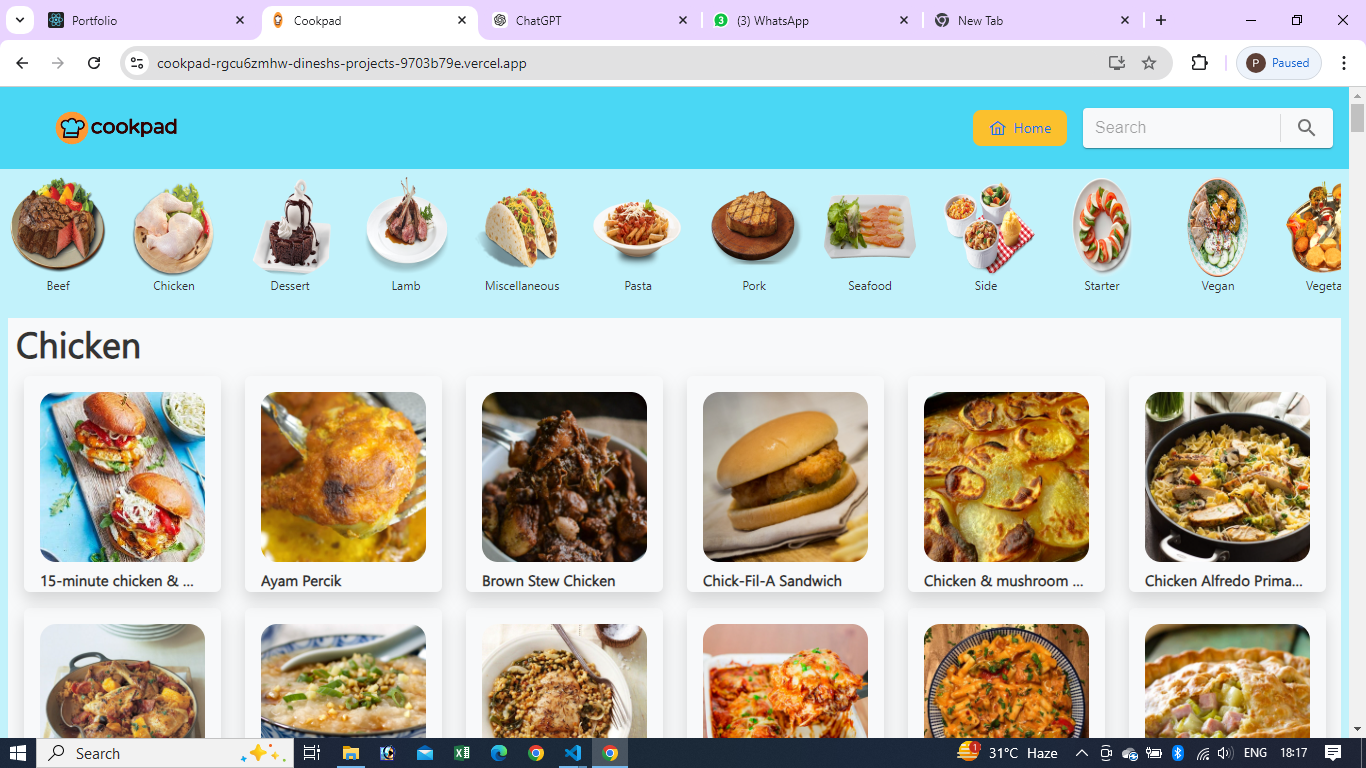 Portfolio
Cookpad
ChatGPT
(3) WhatsApp
New Tab
cookpad-rgcu6zmhw-dineshs-projects-9703b79e.vercel.app
P
Paused
cookpad
Home
Search
Beef
Chicken
Dessert
Lamb
Miscellaneous
Pasta
Pork
Seafood
Side
Starter
Vegan
Vegeta
Chicken
15-minute chicken & ...
Ayam Percik
Brown Stew Chicken
Chick-Fil-A Sandwich
Chicken & mushroom ...
Chicken Alfredo Prima...
Search
1
31°C Haze
ENG
18:17